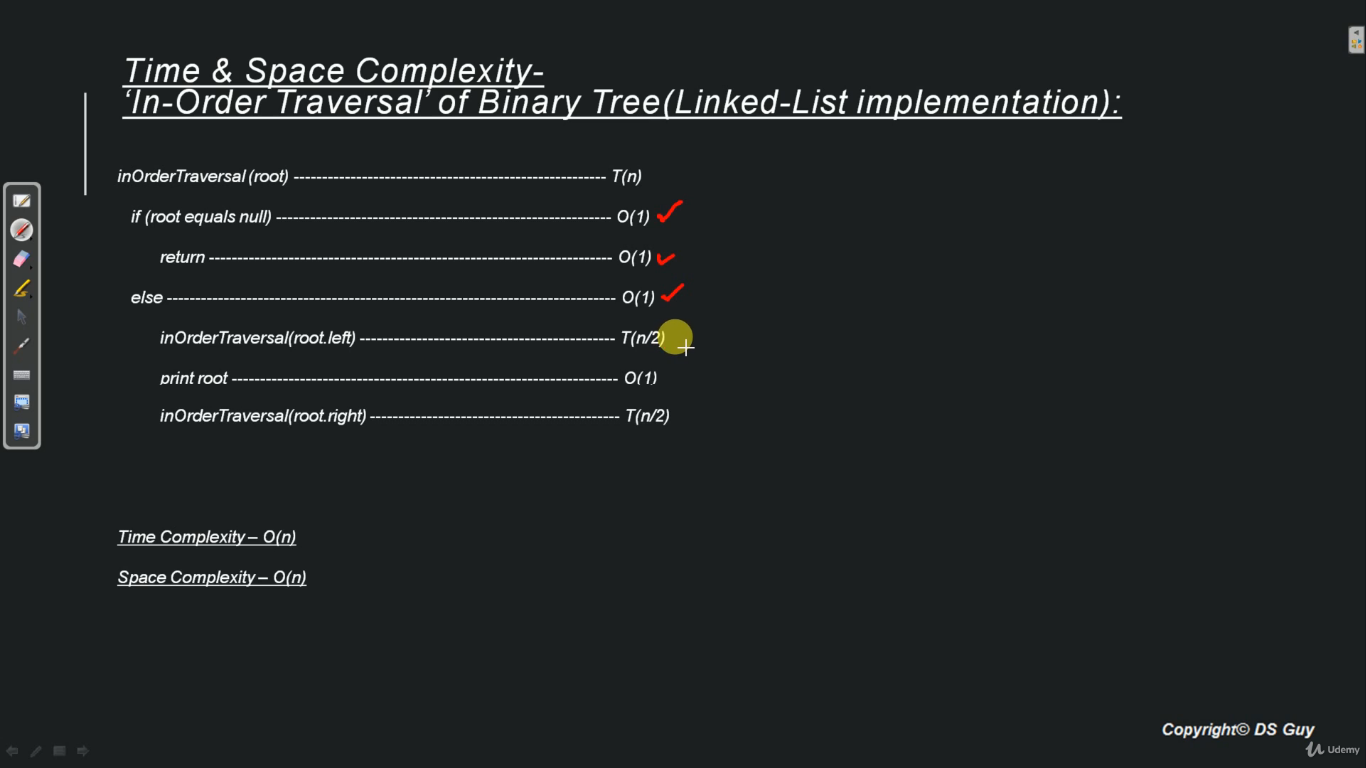 Time & Space Complexity-
‘In-Order Traversal’ of Binary Tree(Linked-List implementation):
inOrderTraversal (root) ------------------------------------------------------- T(n)
if (root equals null) ----------------------------------------------------------- O(1)
return ----------------------------------------------------------------------- O(1)
else ------------------------------------------------------------------------------- O(1)
inOrderTraversal(root.left) --------------------------------------------- T(n/2)
print root -------------------------------------------------------------------- O(1)
inOrderTraversal(root.right) -------------------------------------------- T(n/2)
Time Complexity – O(n)
Space Complexity – O(n)
Copyright© DS Guy
Udemy